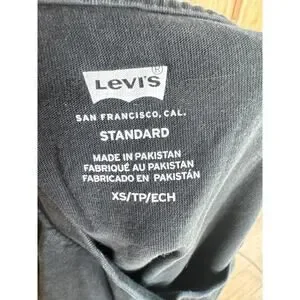 Levi's ®
SAN FRANCISCO, CAL.
STANDARD
MADE IN PAKISTAN
FABRIQUÉ AU PAKISTAN
FABRICADO EN PAKISTÁN
XS/TP/ECH